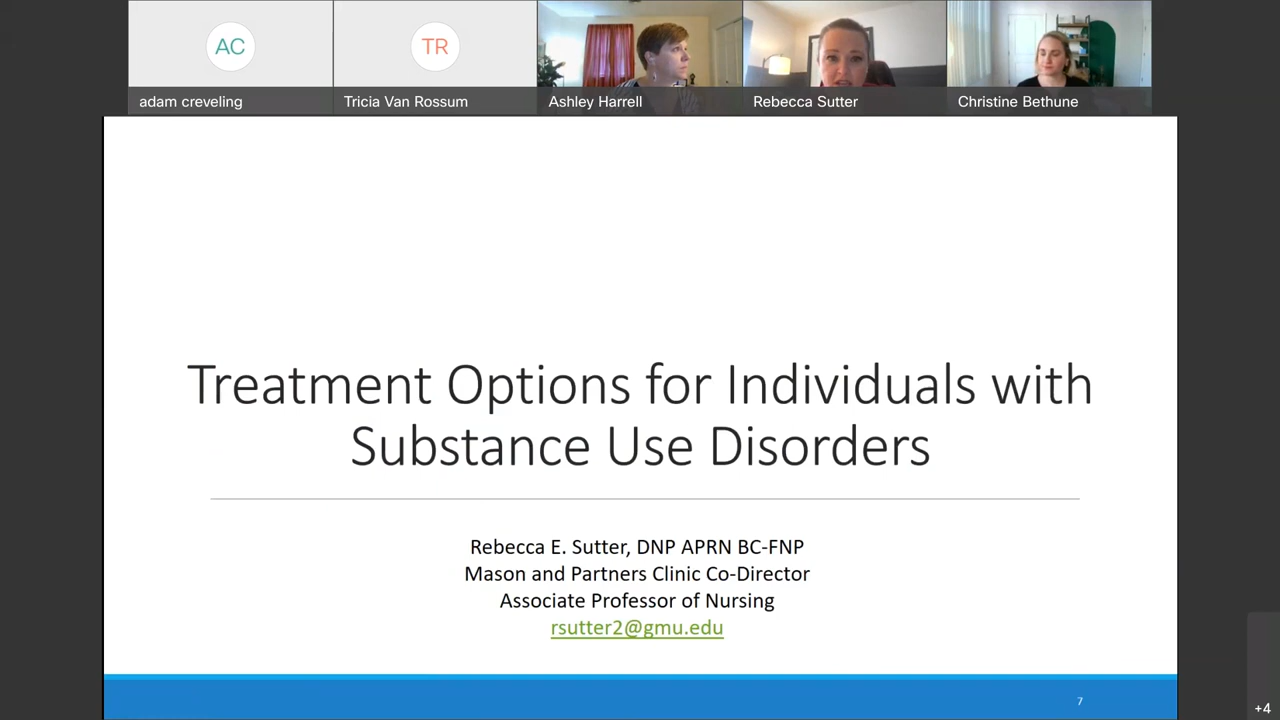 AC
TR
adam creveling
Tricia Van Rossum
Ashley Harrell
Rebecca Sutter
Christine Bethune
Treatment Options for Individuals with
Substance Use Disorders
Rebecca E. Sutter, DNP APRN BC-FNP
Mason and Partners Clinic Co-Director
Associate Professor of Nursing
rsutter2@gmu.edu
7
+4